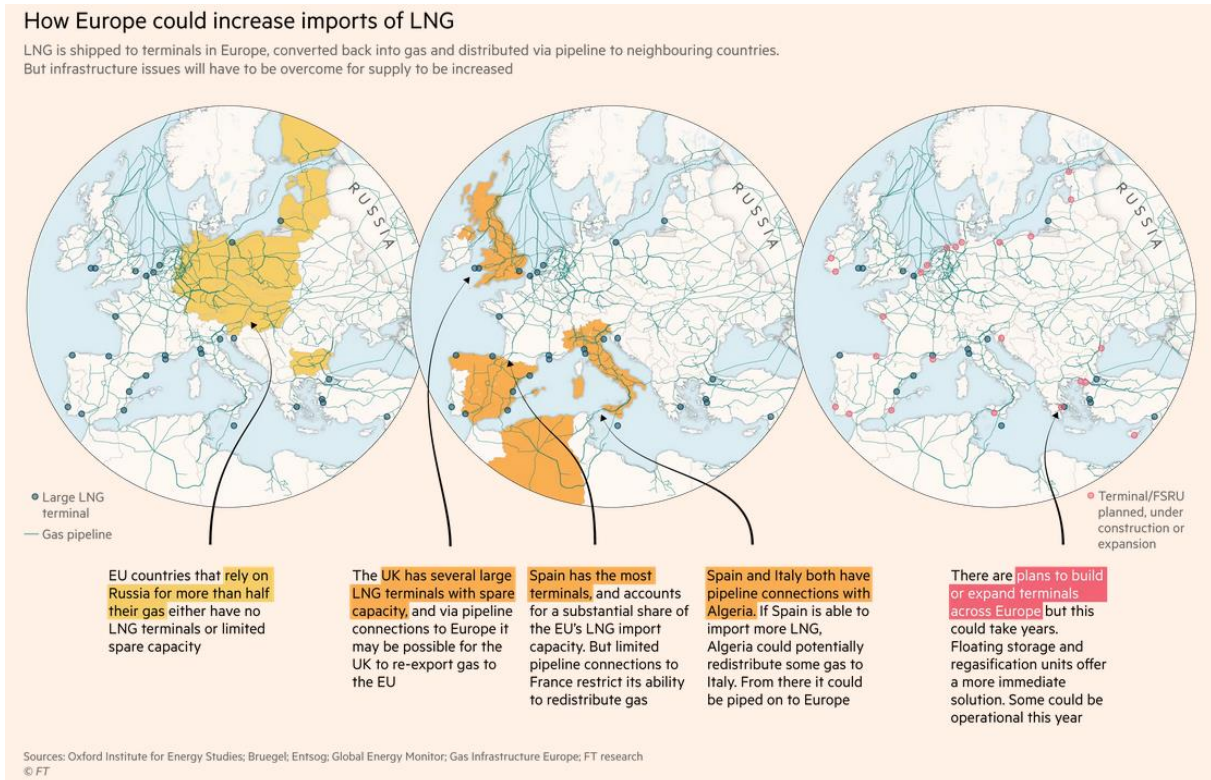 How Europe could increase imports of LNG
LNG is shipped to terminals in Europe, converted back into gas and distributed via pipeline to neighbouring countries.
But infrastructure issues will have to be overcome for supply to be increased
RUSSIA
RUSSIA
RUSSIA
Large LNG
terminal
Gas pipeline
Terminal/FSRU
planned, under
construction or
expansion
EU countries that rely on
Russia for more than half
their gas either have no
LNG terminals or limited
spare capacity
The UK has several large
LNG terminals with spare
capacity, and via pipeline
connections to Europe it
may be possible for the
UK to re-export gas to
the EU
Spain has the most
terminals, and accounts
for a substantial share of
the EU's LNG import
capacity. But limited
pipeline connections to
France restrict its ability
to redistribute gas
Spain and Italy both have
pipeline connections with
Algeria. If Spain is able to
import more LNG,
Algeria could potentially
redistribute some gas to
Italy. From there it could
be piped on to Europe
There are plans to build
or expand terminals
across Europe but this
could take years.
Floating storage and
regasification units offer
a more immediate
solution. Some could be
operational this year
Sources: Oxford Institute for Energy Studies; Bruegel; Entsog; Global Energy Monitor; Gas Infrastructure Europe; FT research
© FT